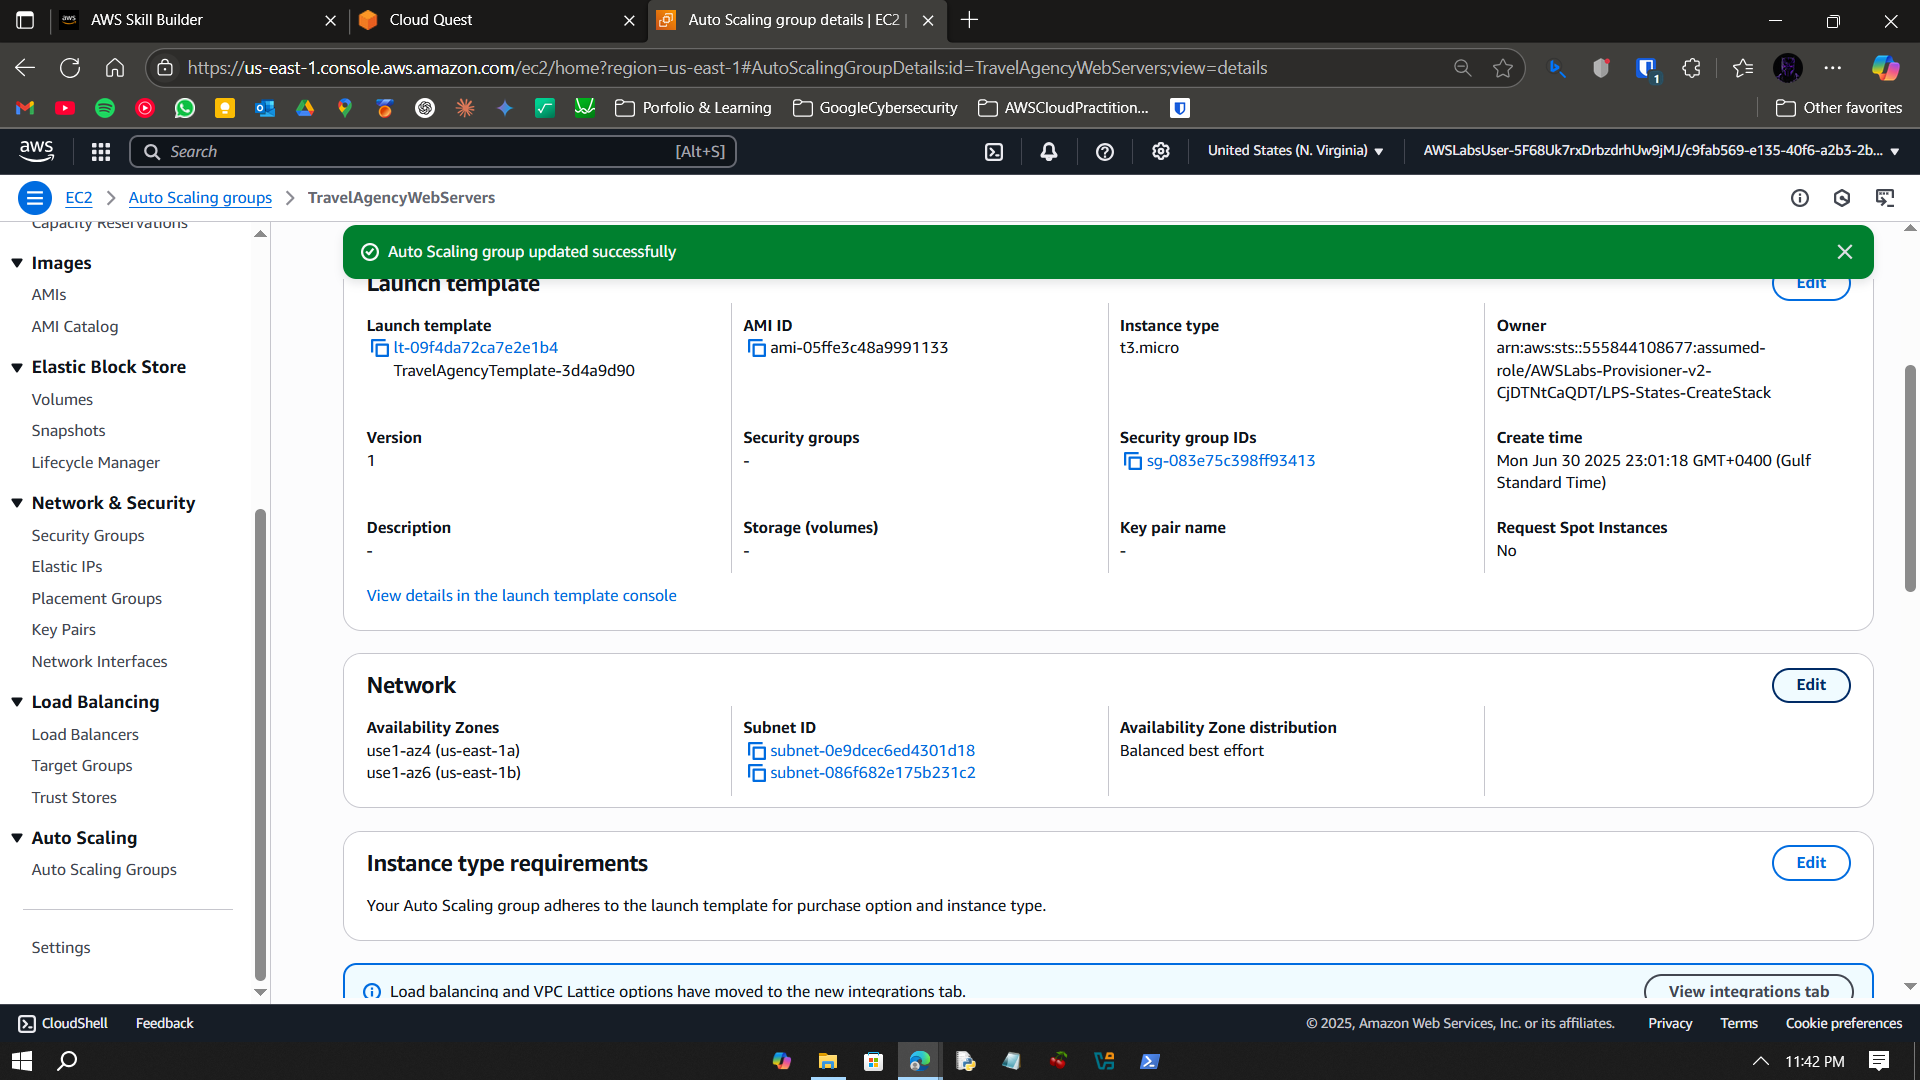 AWS Skill Builder
Cloud Quest
Auto Scaling group details | EC2 |
https://us-east-1.console.aws.amazon.com/ec2/home?region=us-east-1#AutoScalingGroupDetails:id=TravelAgencyWebServers;view=details
1
Porfolio & Learning
GoogleCybersecurity
AWSCloudPractition...
Other favorites
aws
Search
[Alt+S]
United States (N. Virginia)
AWSLabsUser-5F68Uk7rxDrbzdrhUw9jMJ/c9fab569-e135-40f6-a2b3-2b...
EC2
Auto Scaling groups
TravelAgencyWebServers
Capacity Reservations
Images
AMIs
AMI Catalog
Elastic Block Store
Volumes
Snapshots
Lifecycle Manager
Network & Security
Security Groups
Elastic IPs
Placement Groups
Key Pairs
Network Interfaces
Load Balancing
Load Balancers
Target Groups
Trust Stores
Auto Scaling
Auto Scaling Groups
Settings
Auto Scaling group updated successfully
Launch template
Edit
Launch template
lt-09f4da72ca7e2e1b4
TravelAgencyTemplate-3d4a9d90
AMI ID
ami-05ffe3c48a9991133
Instance type
t3.micro
Owner
arn:aws:sts::555844108677:assumed-
role/AWSLabs-Provisioner-v2-
CjDTNtCaQDT/LPS-States-CreateStack
Version
1
Security groups
-
Security group IDs
sg-083e75c398ff93413
Create time
Mon Jun 30 2025 23:01:18 GMT+0400 (Gulf
Standard Time)
Description
-
Storage (volumes)
-
Key pair name
-
Request Spot Instances
No
View details in the launch template console
Network
Edit
Availability Zones
use1-az4 (us-east-1a)
use1-az6 (us-east-1b)
Subnet ID
subnet-0e9dcec6ed4301d18
subnet-086f682e175b231c2
Availability Zone distribution
Balanced best effort
Instance type requirements
Edit
Your Auto Scaling group adheres to the launch template for purchase option and instance type.
Load balancing and VPC Lattice options have moved to the new integrations tab.
View integrations tab
CloudShell
Feedback
© 2025, Amazon Web Services, Inc. or its affiliates.
Privacy
Terms
Cookie preferences
11:42 PM